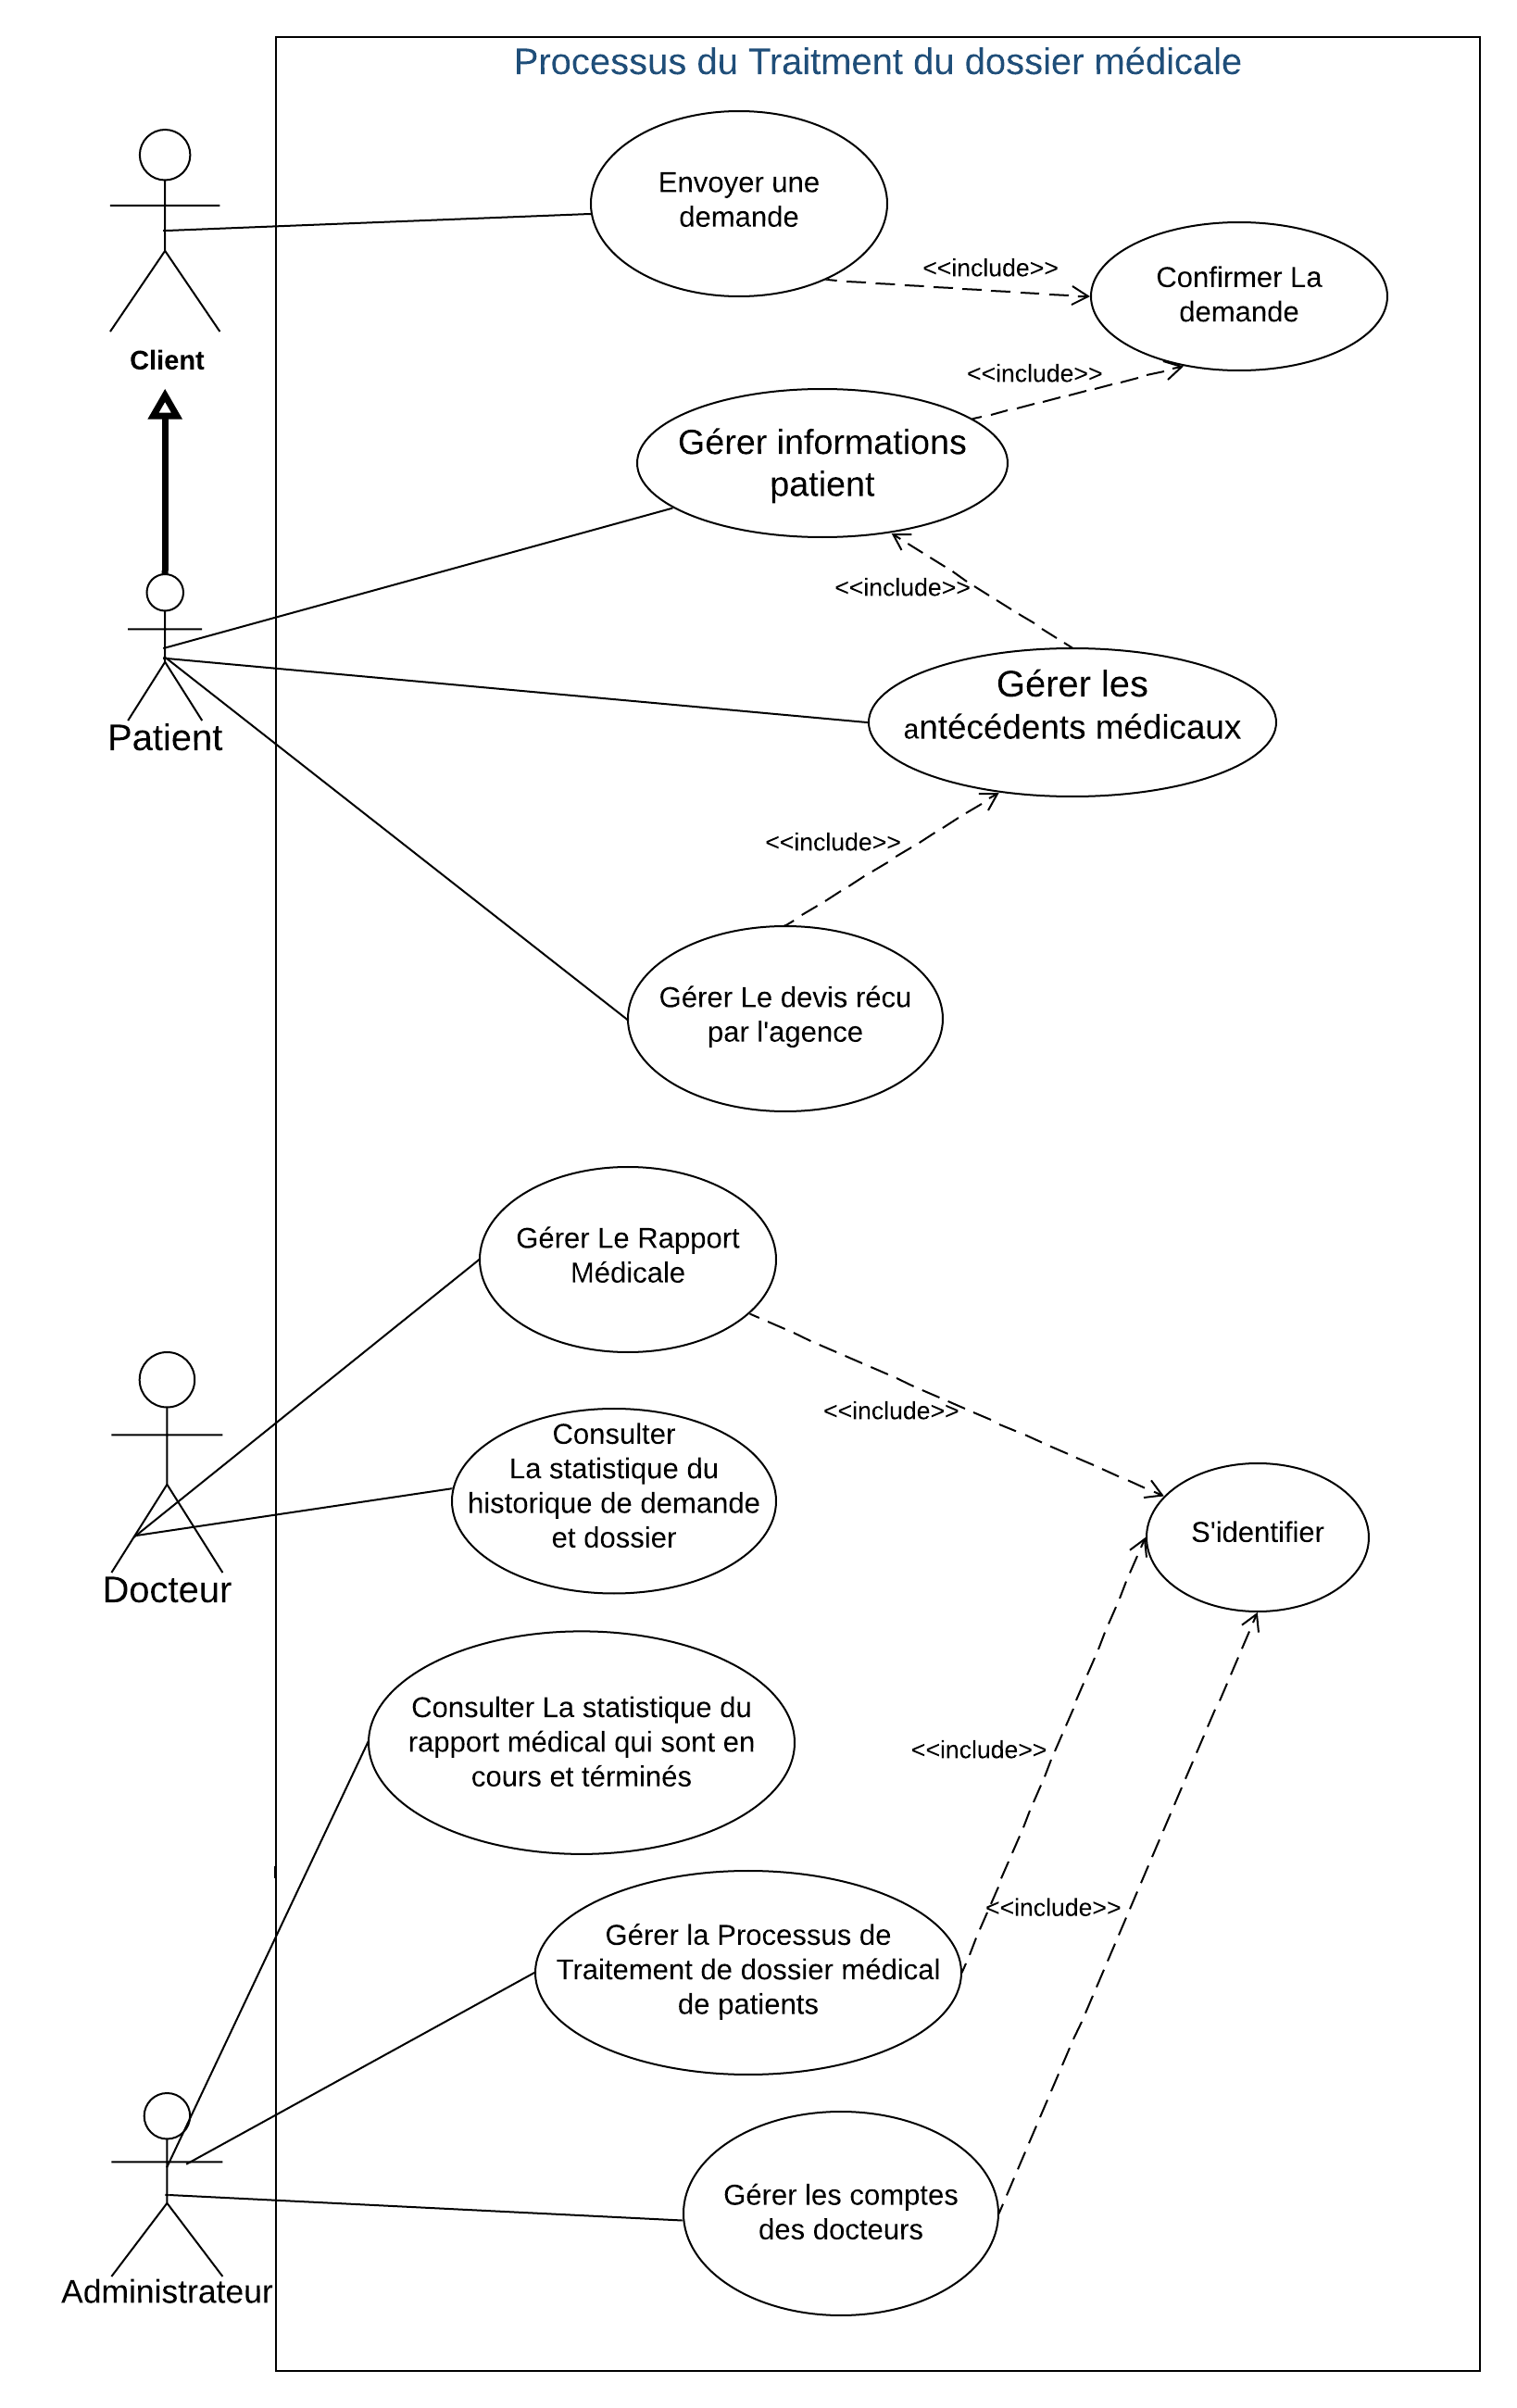 Processus du Traitment du dossier médicale
Envoyer une
demande
<<include>>
Confirmer La
demande
Client
<<include>>
Gérer informations
patient
<<include>>
Patient
Gérer les
antécédents médicaux
<<include>>
Gérer Le devis récu
par l'agence
Gérer Le Rapport
Médicale
<<include>>
Consulter
La statistique du
historique de demande
et dossier
S'identifier
Docteur
Consulter La statistique du
rapport médical qui sont en
cours et términés
<<include>>
<<include>>
Gérer la Processus de
Traitement de dossier médical
de patients
Gérer les comptes
des docteurs
Administrateur